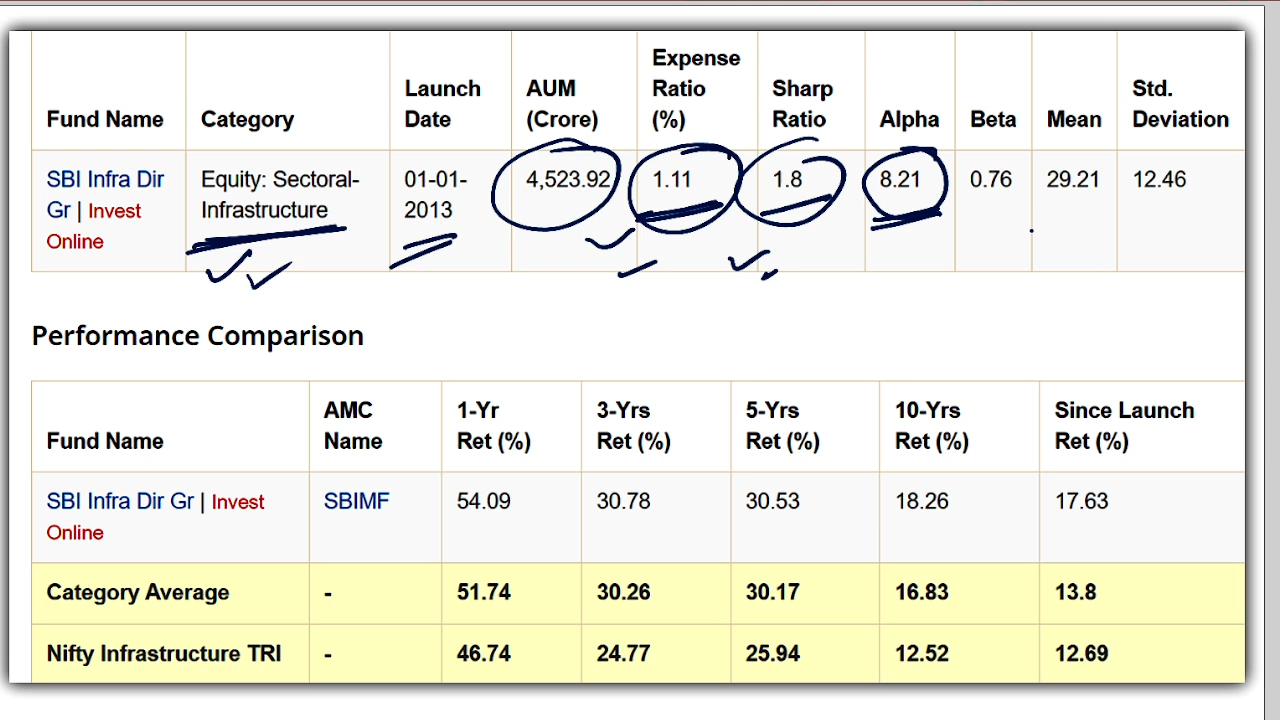 Fund Name Category Launch Date AUM (Crore) Expense Ratio (%) Sharp Ratio Alpha Beta Mean Std. Deviation
SBI Infra Dir Gr | Invest Online Equity: Sectoral-Infrastructure 01-01-2013 4,523.92 1.11 1.8 8.21 0.76 29.21 12.46
Performance Comparison
Fund Name AMC Name 1-Yr Ret (%) 3-Yrs Ret (%) 5-Yrs Ret (%) 10-Yrs Ret (%) Since Launch Ret (%)
SBI Infra Dir Gr | Invest Online SBIMF 54.09 30.78 30.53 18.26 17.63
Category Average - 51.74 30.26 30.17 16.83 13.8
Nifty Infrastructure TRI - 46.74 24.77 25.94 12.52 12.69